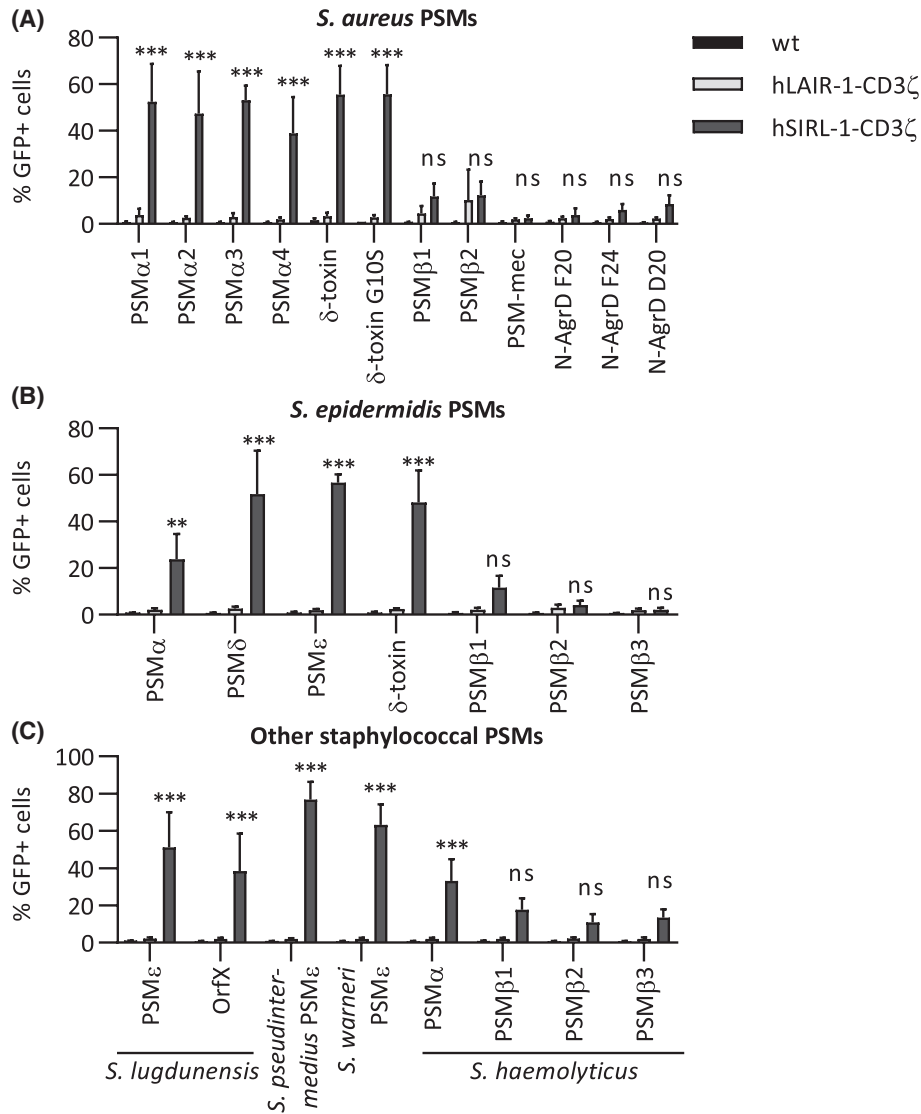 (A)
S. aureus PSMs
80
60
40
20
0
% GFP+ cells
*** *** *** *** *** *** ns ns ns ns ns ns
PSMα1 PSMα2 PSMα3 PSMα4 δ-toxin δ-toxin G10S PSMβ1 PSMβ2 PSM-mec N-AgrD F20 N-AgrD F24 N-AgrD D20
wt
hLAIR-1-CD3ζ
hSIRL-1-CD3ζ
(B)
S. epidermidis PSMs
80
60
40
20
0
% GFP+ cells
** *** *** *** ns ns ns
PSMα PSMδ PSMε δ-toxin PSMβ1 PSMβ2 PSMβ3
(C)
Other staphylococcal PSMs
100
80
60
40
20
0
% GFP+ cells
*** *** *** *** *** ns ns ns
PSMε OrfX
S. pseudinter-
medius PSMε
S. warneri
PSMε
PSMα PSMβ1 PSMβ2 PSMβ3
S. lugdunensis
S. haemolyticus